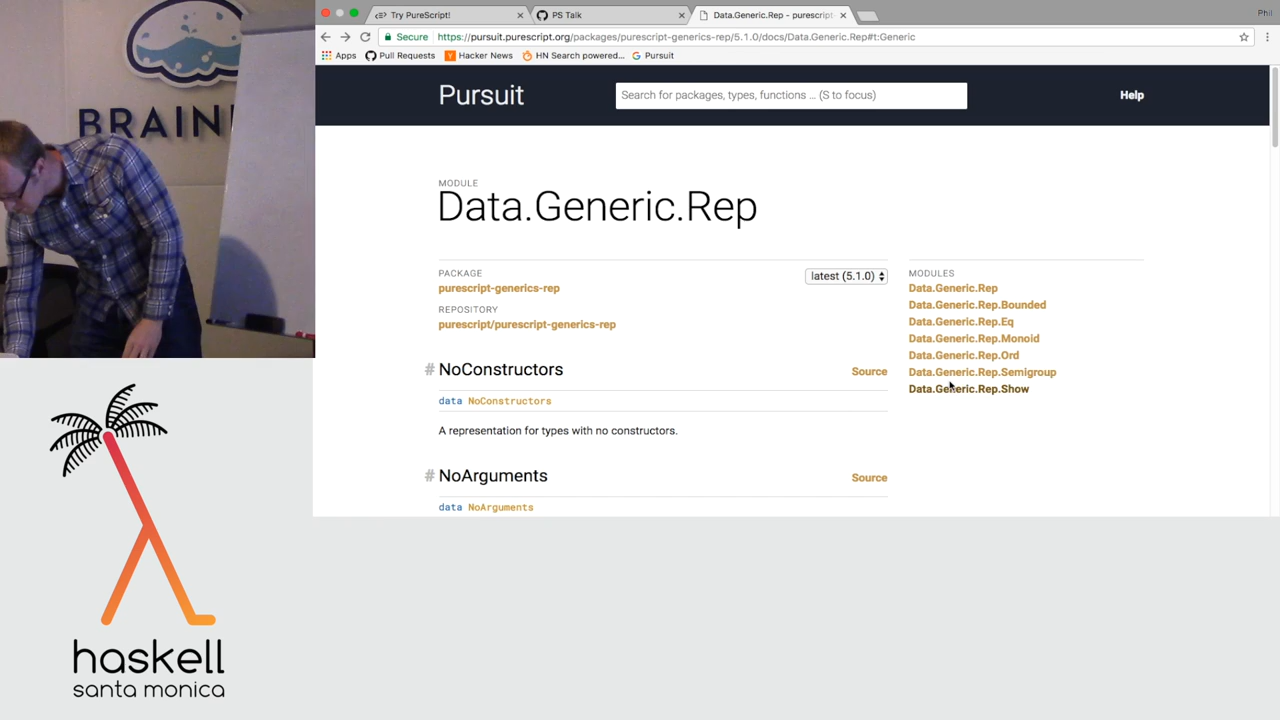 BRAIN
Try PureScript!
PS Talk
Data.Generic.Rep - purescript-
Phil
Secure
https://pursuit.purescript.org/packages/purescript-generics-rep/5.1.0/docs/Data.Generic.Rep#t:Generic
Apps
Pull Requests
Hacker News
HN Search powered...
Pursuit
Pursuit
Search for packages, types, functions ... (S to focus)
Help
MODULE
Data.Generic.Rep
PACKAGE
purescript-generics-rep
latest (5.1.0)
REPOSITORY
purescript/purescript-generics-rep
# NoConstructors
Source
data NoConstructors
A representation for types with no constructors.
# NoArguments
Source
data NoArguments
MODULES
Data.Generic.Rep
Data.Generic.Rep.Bounded
Data.Generic.Rep.Eq
Data.Generic.Rep.Monoid
Data.Generic.Rep.Ord
Data.Generic.Rep.Semigroup
Data.Generic.Rep.Show
haskell
santa monica